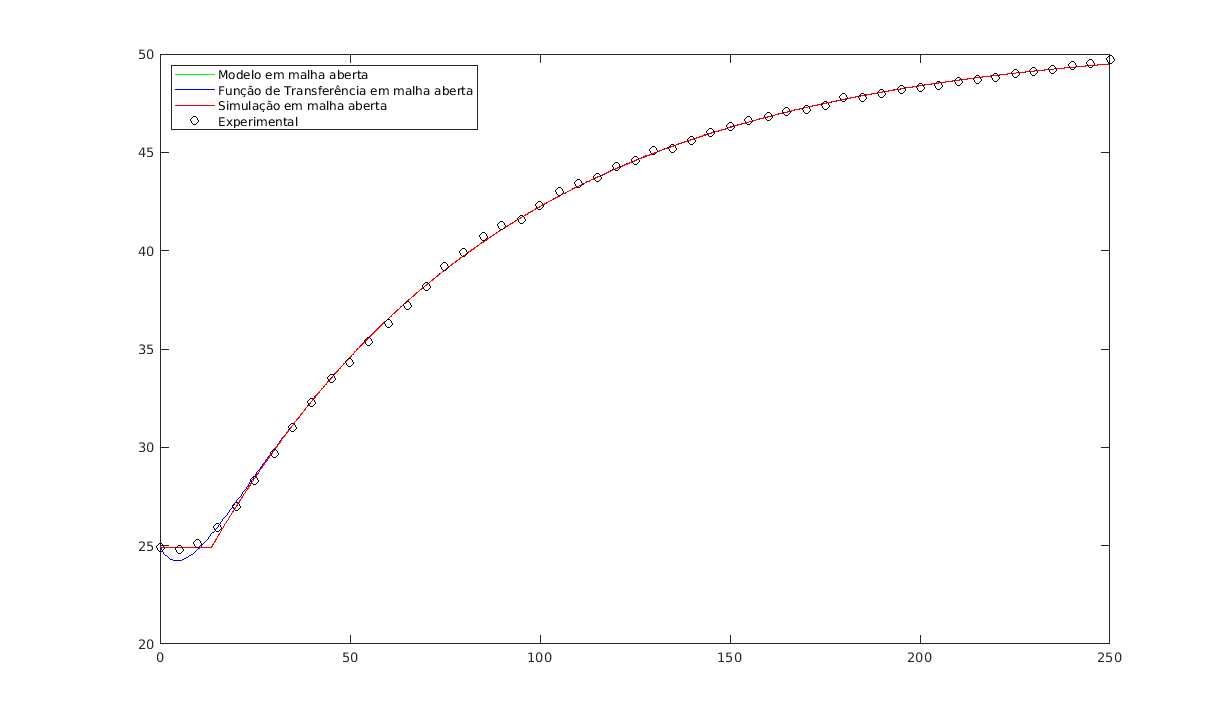 50
45
40
35
30
25
20
Modelo em malha aberta
Função de Transferência em malha aberta
Simulação em malha aberta
Experimental
0 50 100 150 200 250